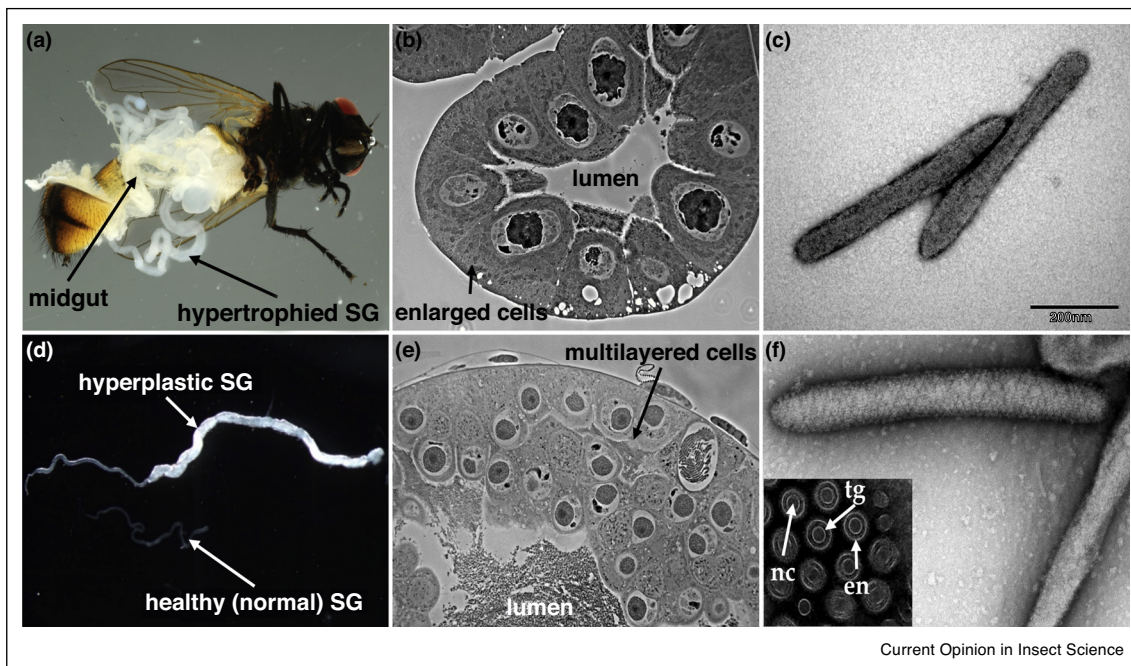 (a)
midgut
hypertrophied SG
(b)
lumen
enlarged cells
(c)
200nm
(d)
hyperplastic SG
healthy (normal) SG
(e)
multilayered cells
lumen
(f)
tg
nc
en
Current Opinion in Insect Science